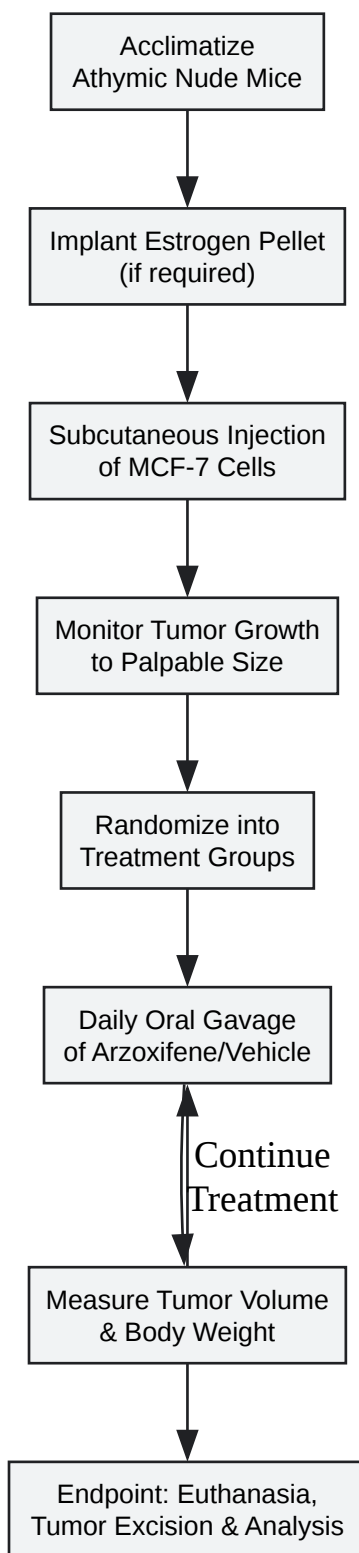 Acclimatize
Athymic Nude Mice
Implant Estrogen Pellet
(if required)
Subcutaneous Injection
of MCF-7 Cells
Monitor Tumor Growth
to Palpable Size
Randomize into
Treatment Groups
Daily Oral Gavage
of Arzoxifene/Vehicle
Continue
Treatment
Measure Tumor Volume
& Body Weight
Endpoint: Euthanasia,
Tumor Excision & Analysis